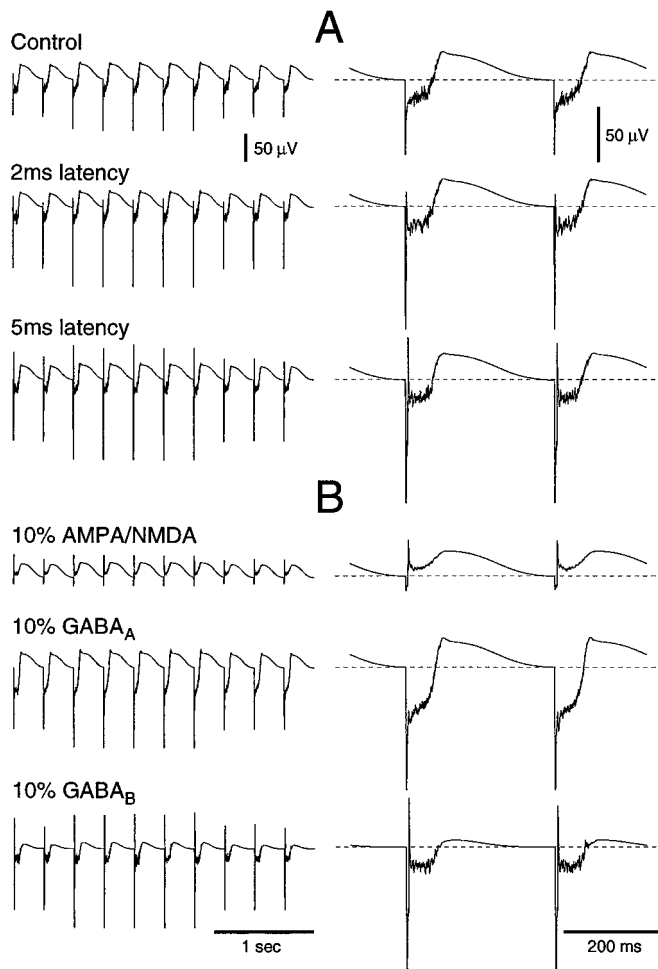 A
Control
50 μV
50 μV
2ms latency
5ms latency
B
10% AMPA/NMDA
10% GABAA
10% GABAB
1 sec
200 ms